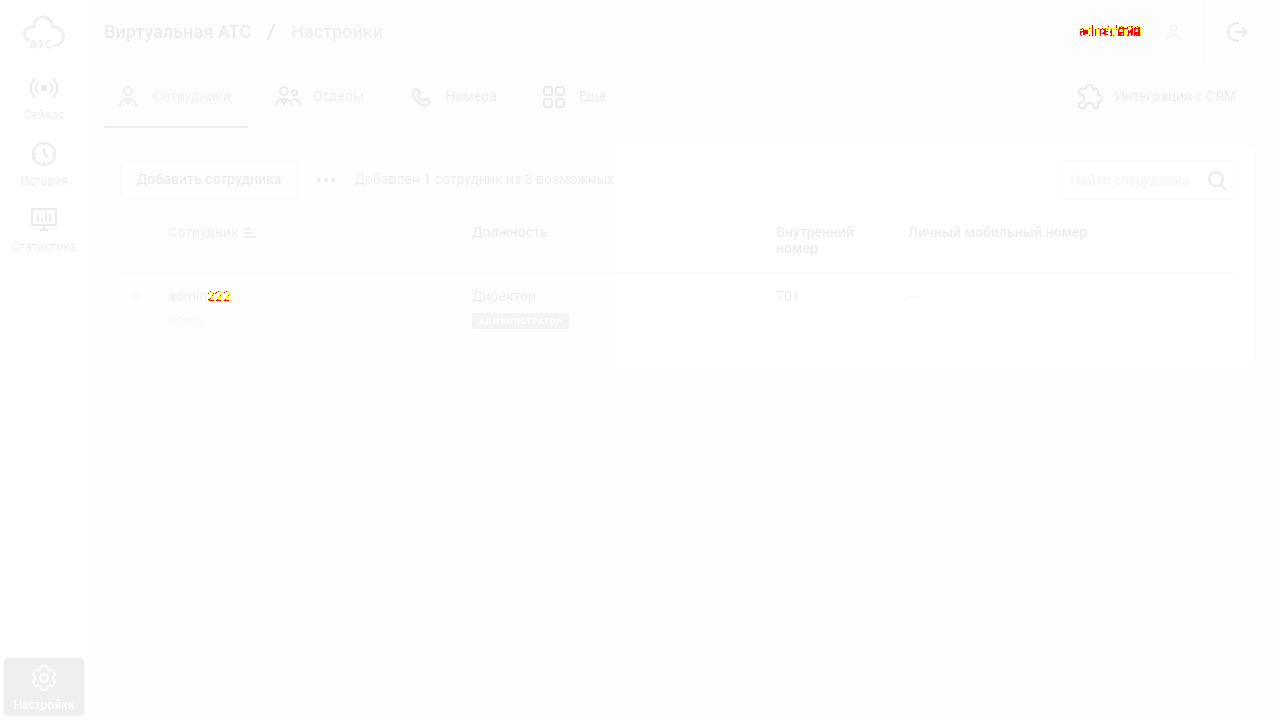 Виртуальная АТС / Настройки
АТС
Сейчас
История
Статистика
Настройки
Сотрудники
Отделы
Номера
Ещё
Интеграция с CRM
Добавить сотрудника
Добавлен 1 сотрудник из 3 возможных
Найти сотрудника
Сотрудник
Должность
Внутренний
номер
Личный мобильный номер
admin222
Директор
701
—
admin
АДМИНИСТРАТОР